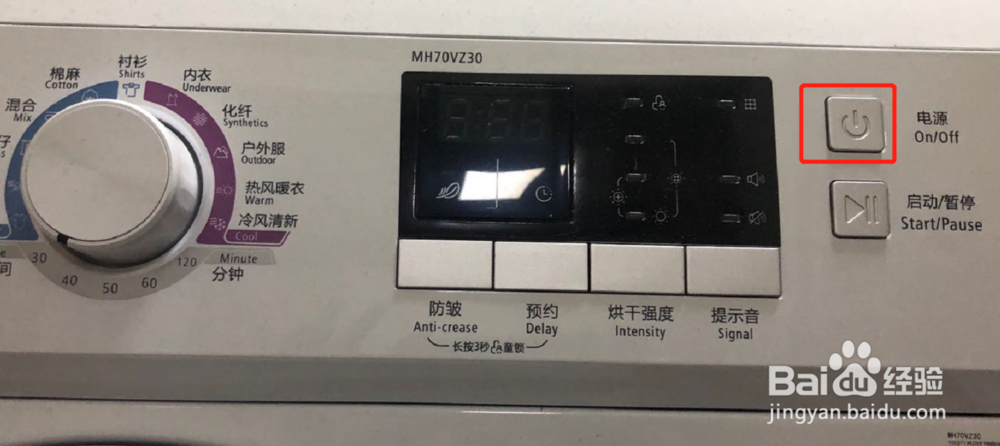 MH70VZ30
衬衫
Shirts
棉麻
Cotton
混合
Mix
仔
内衣
Underwear
化纤
Synthetics
户外服
Outdoor
热风暖衣
Warm
冷风清新
Cool
Minute
分钟
间
30
40
50
60
120
防皱
Anti-crease
预约
Delay
长按3秒 童锁
烘干强度
Intensity
提示音
Signal
电源
On/Off
启动/暂停
Start/Pause
Baidu经验
jingyan.baidu.com
MH70VZ30